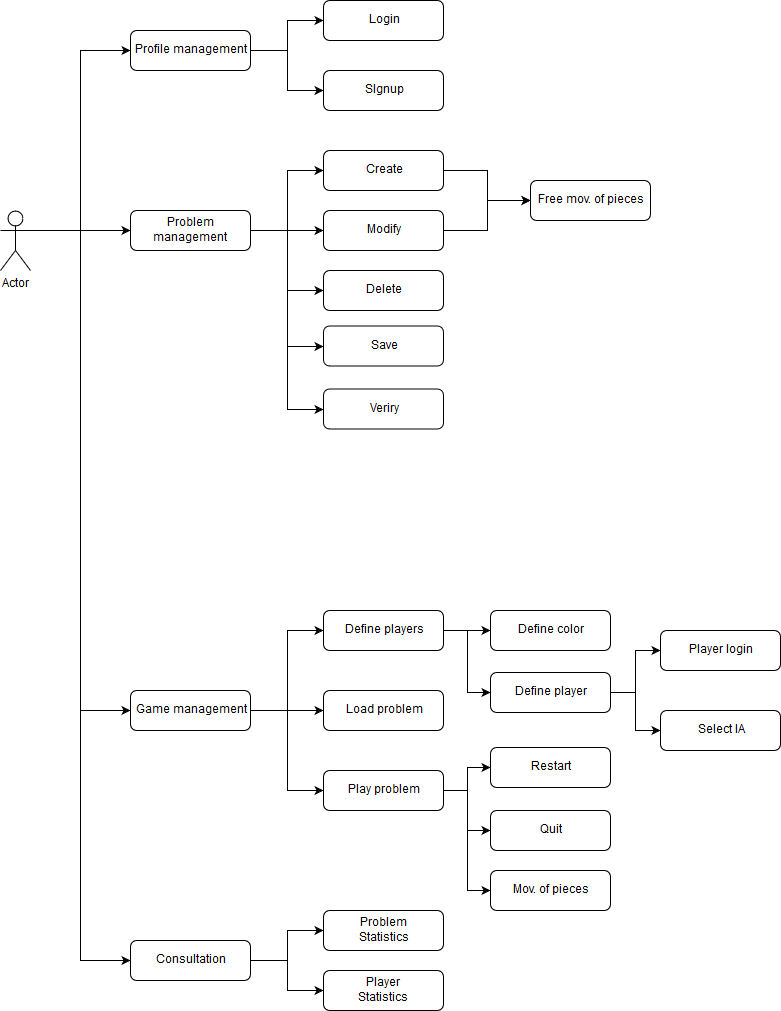 Login
Profile management
SIgnup
Create
Free mov. of pieces
Problem
management
Modify
Actor
Delete
Save
Veriry
Define players
Define color
Player login
Define player
Game management
Load problem
Select IA
Restart
Play problem
Quit
Mov. of pieces
Problem
Statistics
Consultation
Player
Statistics